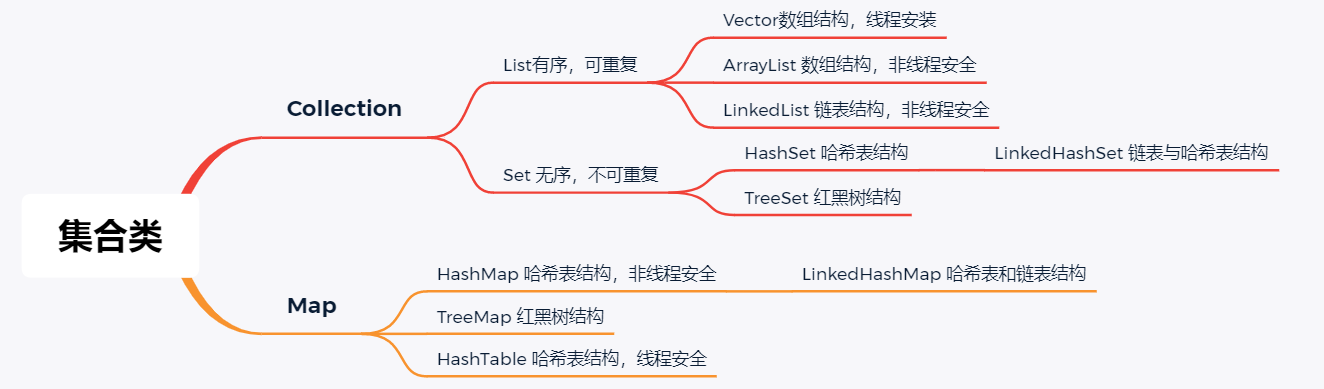 集合类
Collection
List有序，可重复
Vector数组结构，线程安装
ArrayList 数组结构，非线程安全
LinkedList 链表结构，非线程安全
Set 无序，不可重复
HashSet 哈希表结构
LinkedHashSet 链表与哈希表结构
TreeSet 红黑树结构
Map
HashMap 哈希表结构，非线程安全
LinkedHashMap 哈希表和链表结构
TreeMap 红黑树结构
HashTable 哈希表结构，线程安全